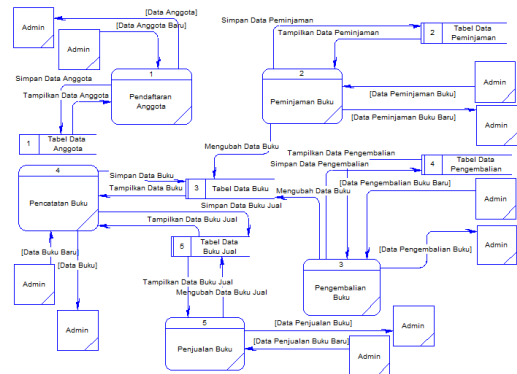 [Data Anggota]
Admin
[Data Anggota Baru]
Admin
Simpan Data Anggota
Tampilkan Data Anggota
1
Pendaftaran
Anggota
1
Tabel Data
Anggota
Simpan Data Peminjaman
Tampilkan Data Peminjaman
2
Tabel Data
Peminjaman
2
Peminjaman Buku
[Data Peminjaman Buku]
Admin
[Data Peminjaman Buku Baru]
Admin
Mengubah Data Buku
4
Pencatatan Buku
Simpan Data Buku
Tampilkan Data Buku
3
Tabel Data Buku
Simpan Data Buku Jual
Tampilkan Data Buku Jual
5
Tabel Data
Buku Jual
Tampilkan Data Pengembalian
Simpan Data Pengembalian
4
Tabel Data
Pengembalian
Mengubah Data Buku
[Data Pengembalian Buku Baru]
Admin
[Data Pengembalian Buku]
Admin
3
Pengembalian
Buku
[Data Buku Baru]
[Data Buku]
Admin
Admin
Tampilkan Data Buku Jual
Mengubah Data Buku Jual
5
Penjualan Buku
[Data Penjualan Buku]
Admin
[Data Penjualan Buku Baru]
Admin